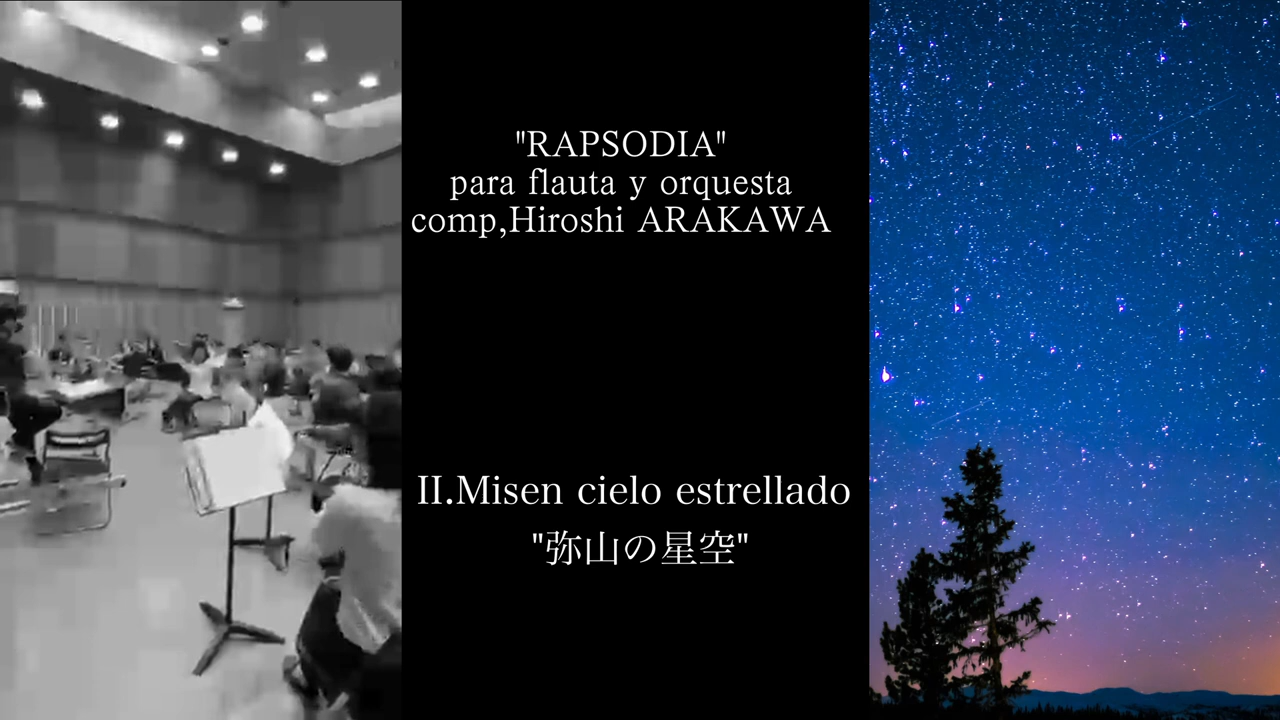 "RAPSODIA"
para flauta y orquesta
comp,Hiroshi ARAKAWA
II.Misen cielo estrellado
"弥山の星空"